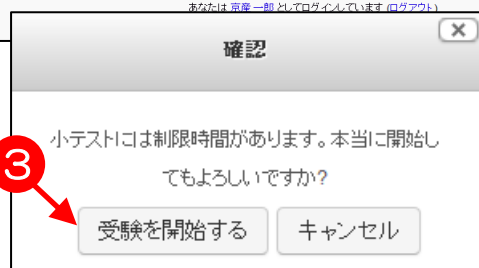 あなたは 京産 一郎 としてログインしています (ログアウト)
確認
×
小テストには制限時間があります。本当に開始し
てもよろしいですか?
3
受験を開始する キャンセル